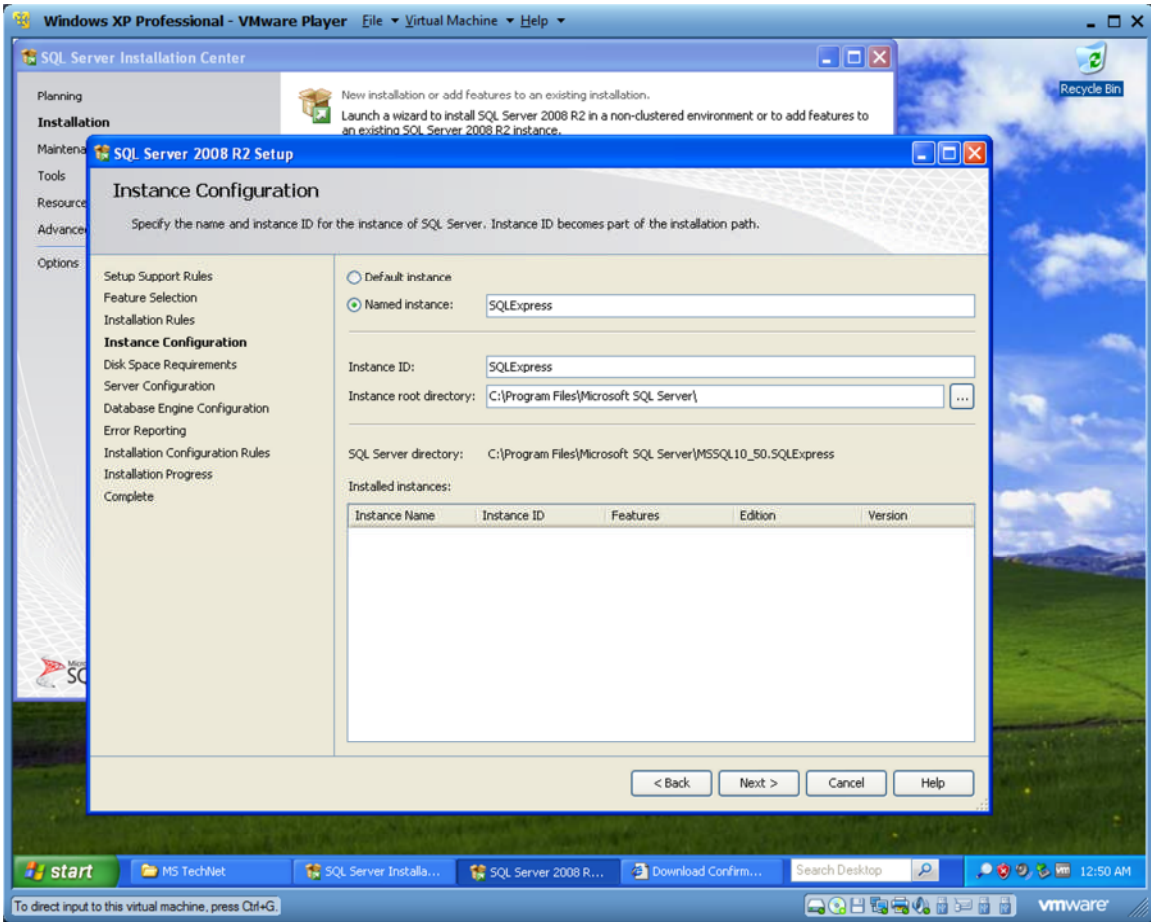 Windows XP Professional - VMware Player File Virtual Machine Help
SQL Server Installation Center
Recycle Bin
Planning
Installation
Maintena
Tools
Resource
Advance
Options
New installation or add features to an existing installation.
Launch a wizard to install SQL Server 2008 R2 in a non-clustered environment or to add features to
an existing SQL Server 2008 R2 instance.
SQL Server 2008 R2 Setup
Instance Configuration
Specify the name and instance ID for the instance of SQL Server. Instance ID becomes part of the installation path.
Setup Support Rules
Feature Selection
Installation Rules
Instance Configuration
Disk Space Requirements
Server Configuration
Database Engine Configuration
Error Reporting
Installation Configuration Rules
Installation Progress
Complete
Default instance
Named instance: SQLExpress
Instance ID: SQLExpress
Instance root directory: C:\Program Files\Microsoft SQL Server\ ...
SQL Server directory: C:\Program Files\Microsoft SQL Server\MSSQL10_50.SQLExpress
Installed instances:
Instance Name Instance ID Features Edition Version
< Back Next > Cancel Help
start MS TechNet SQL Server Installa... SQL Server 2008 R... Download Confirm... Search Desktop 12:50 AM
To direct input to this virtual machine, press Ctrl+G. vmware